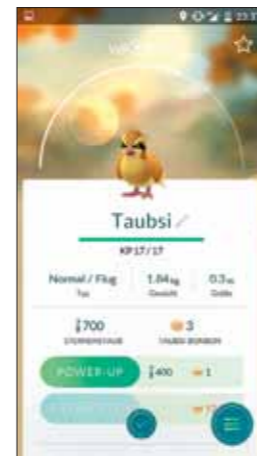 Taubsi
KP 17 / 17
Normal / Flug
1.84 kg
0.3 m
Typ
Gewicht
Größe
700
3
STERNENSTAUB
TAUBSI-BONBON
POWER-UP
400
1